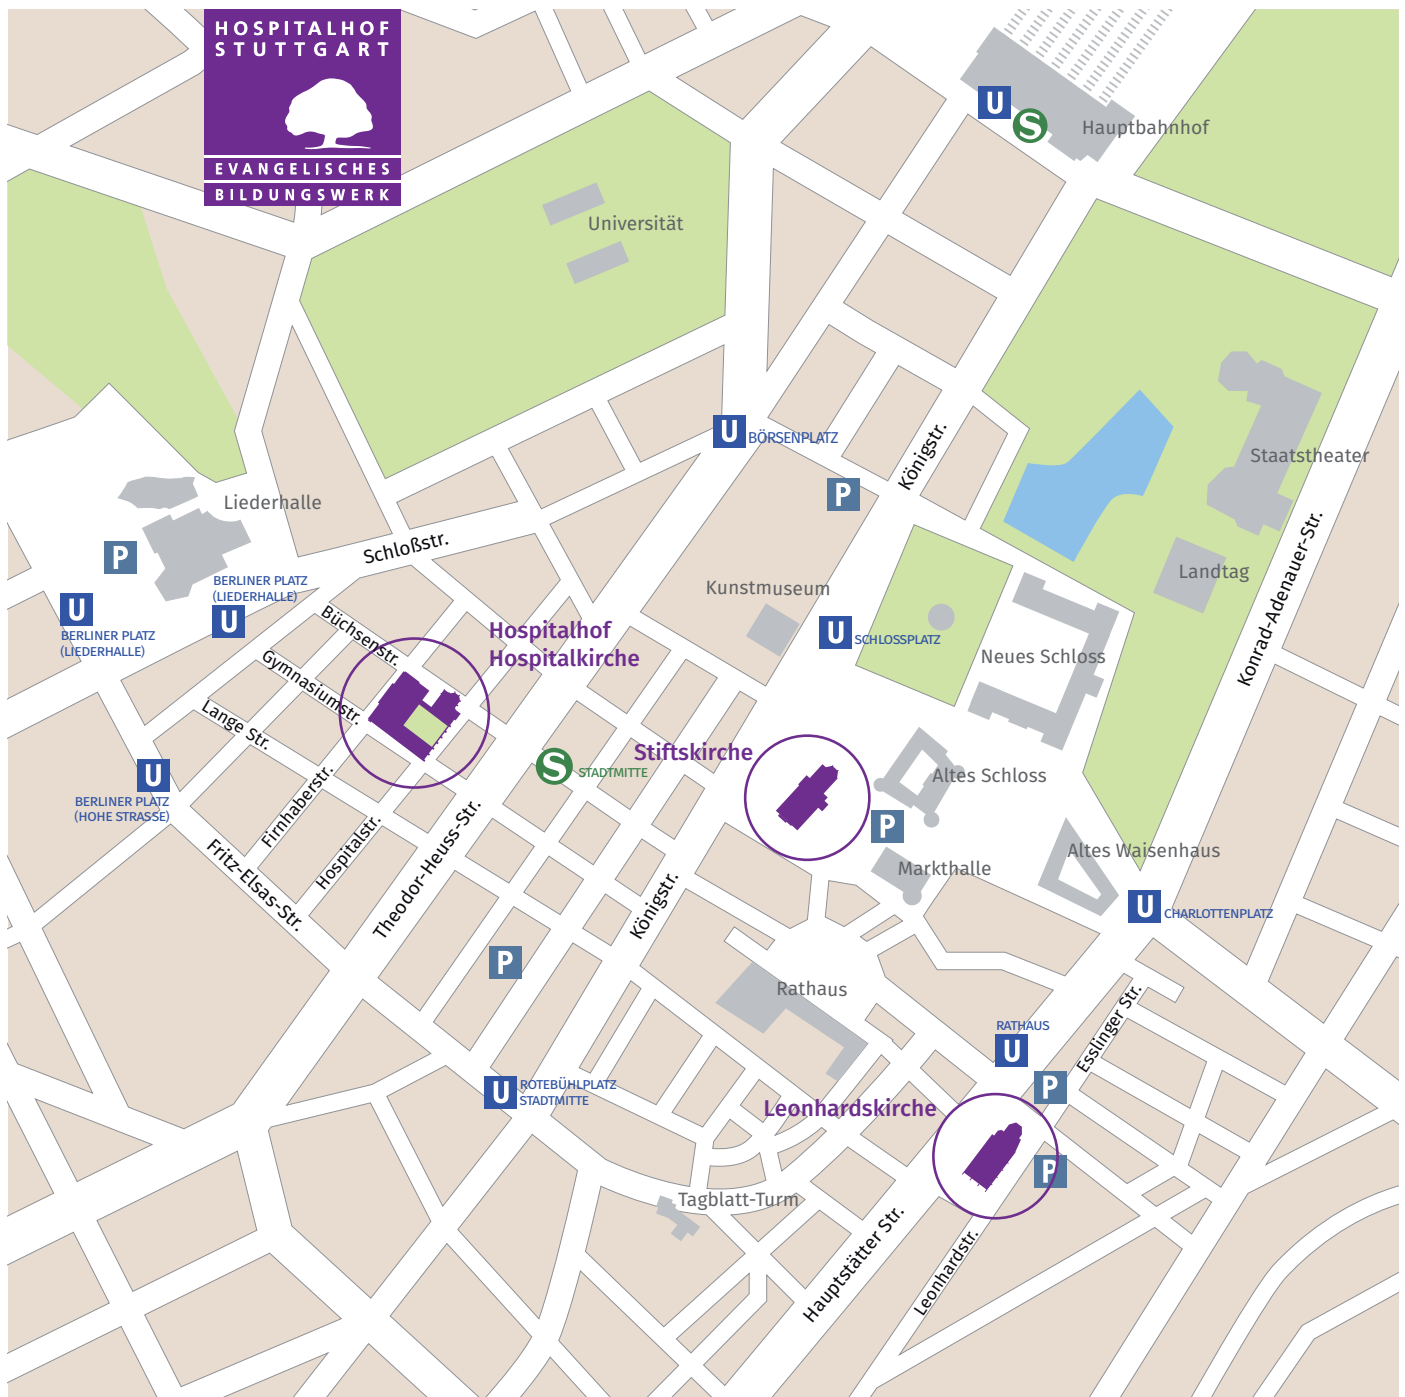 HOSPITALHOF
STUTTGART
EVANGELISCHES
BILDUNGSWERK
U
S
Hauptbahnhof
Universität
U
BÖRSENPLATZ
Königstr.
Staatstheater
P
Liederhalle
Schloßstr.
P
Konrad-Adenauer-Str.
Landtag
BERLINER PLATZ
(LIEDERHALLE)
U
Kunstmuseum
U
BERLINER PLATZ
(LIEDERHALLE)
Büchsenstr.
Hospitalhof
Hospitalkirche
U
SCHLOSSPLATZ
Neues Schloss
Gymnasiumstr.
Lange Str.
Stiftskirche
S
STADTMITTE
Altes Schloss
U
BERLINER PLATZ
(HOHE STRASSE)
Firnhaberstr.
Hospitalstr.
Theodor-Heuss-Str.
P
Altes Waisenhaus
Markthalle
Fritz-Elsas-Str.
Königstr.
U
CHARLOTTENPLATZ
P
Rathaus
Esslinger Str.
RATHAUS
U
P
U
ROTEBÜHLPLATZ
STADTMITTE
Leonhardskirche
P
Tagblatt-Turm
Hauptstätter Str.
Leonhardstr.